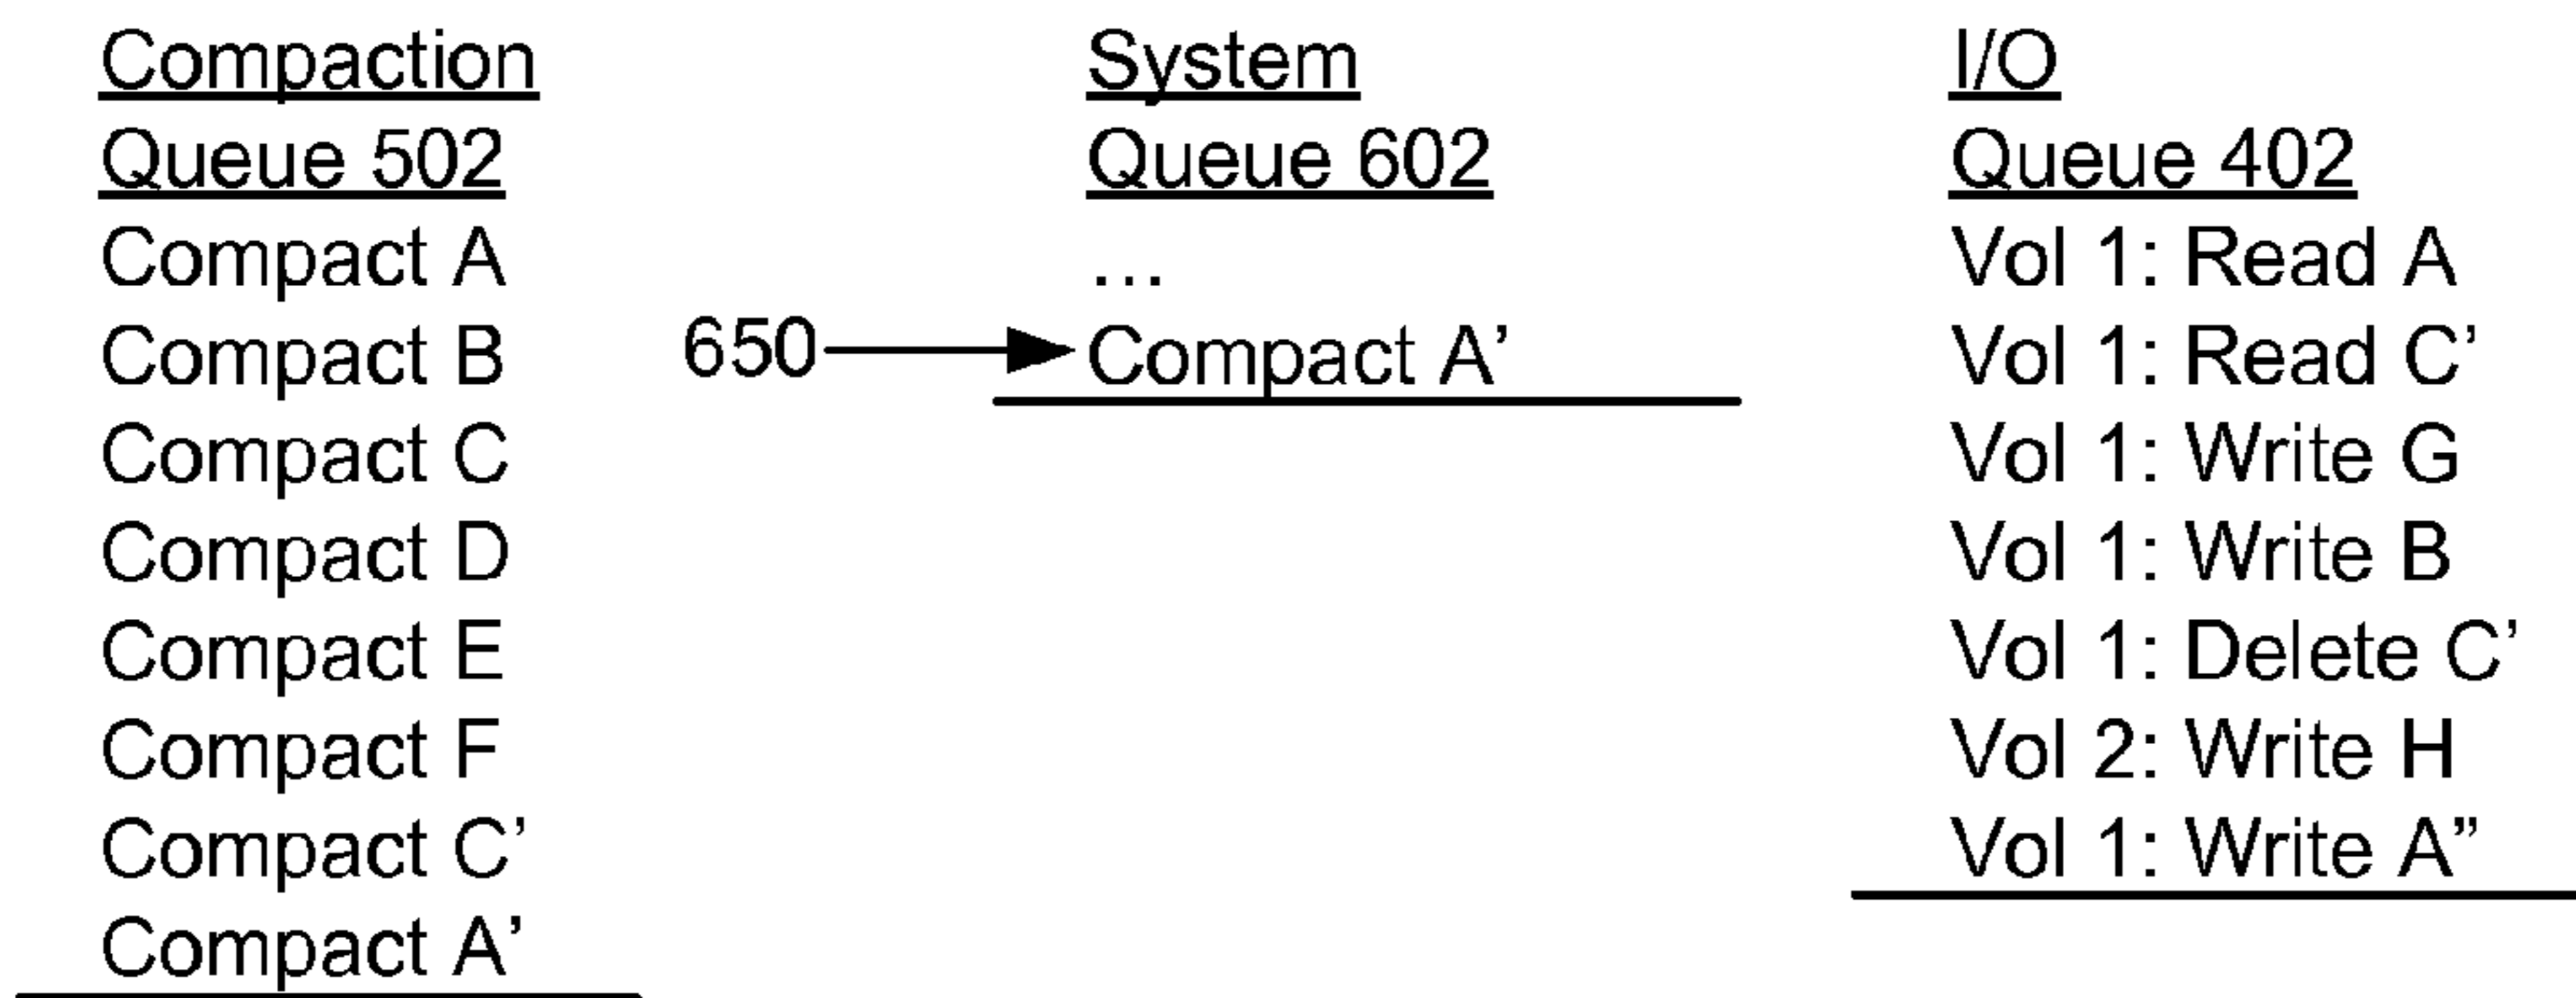 Compaction
Queue 502
Compact A
Compact B
Compact C
Compact D
Compact E
Compact F
Compact C’
Compact A’
650
System
Queue 602
...
Compact A’
I/O
Queue 402
Vol 1: Read A
Vol 1: Read C’
Vol 1: Write G
Vol 1: Write B
Vol 1: Delete C’
Vol 2: Write H
Vol 1: Write A”